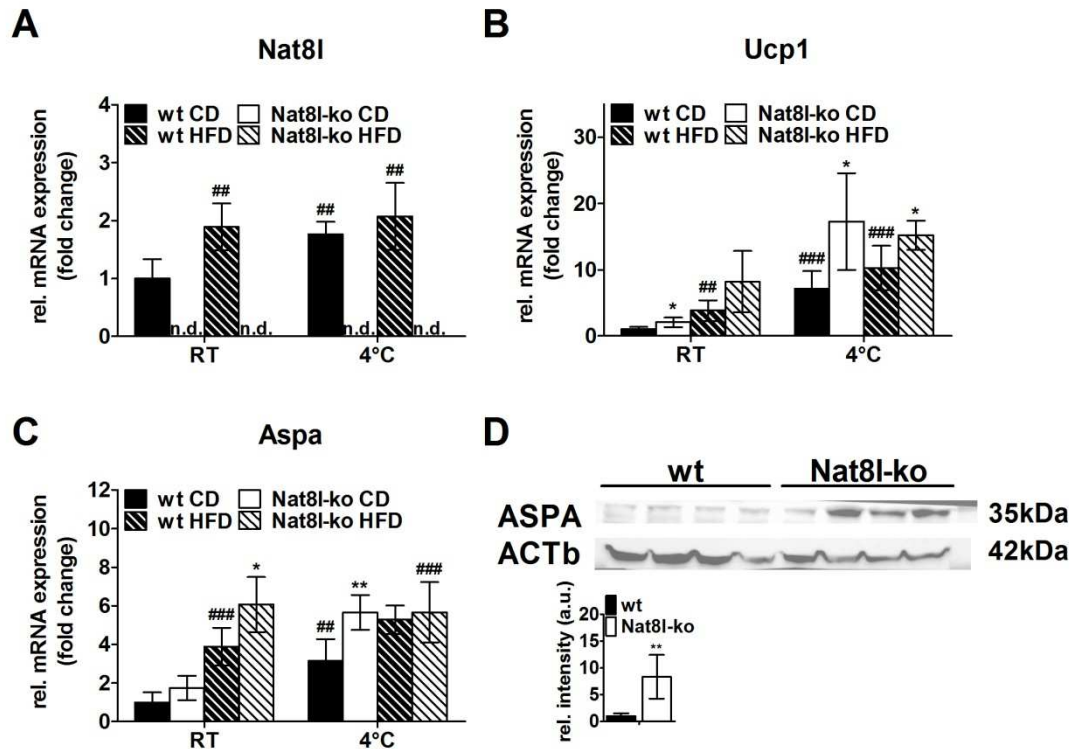 A
Nat8l
rel. mRNA expression
(fold change)
4
3
2
1
0
wt CD
Nat8l-ko CD
wt HFD
Nat8l-ko HFD
##
##
##
n.d.
n.d.
n.d.
n.d.
RT
4°C
B
Ucp1
rel. mRNA expression
(fold change)
30
20
10
0
wt CD
Nat8l-ko CD
wt HFD
Nat8l-ko HFD
*
##
###
*
###
*
RT
4°C
C
Aspa
rel. mRNA expression
(fold change)
12
10
8
6
4
2
0
wt CD
Nat8l-ko CD
wt HFD
Nat8l-ko HFD
###
*
##
**
###
RT
4°C
D
wt
Nat8l-ko
ASPA
35kDa
ACTb
42kDa
rel. intensity (a.u.)
20
15
10
5
0
wt
Nat8l-ko
**